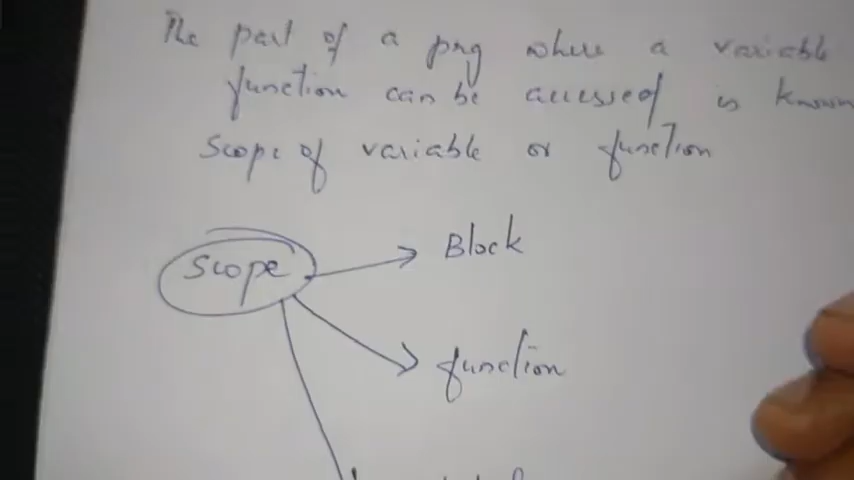 The part of a prg where a variable
function can be accessed is known
Scope of variable or function
Scope
Block
function